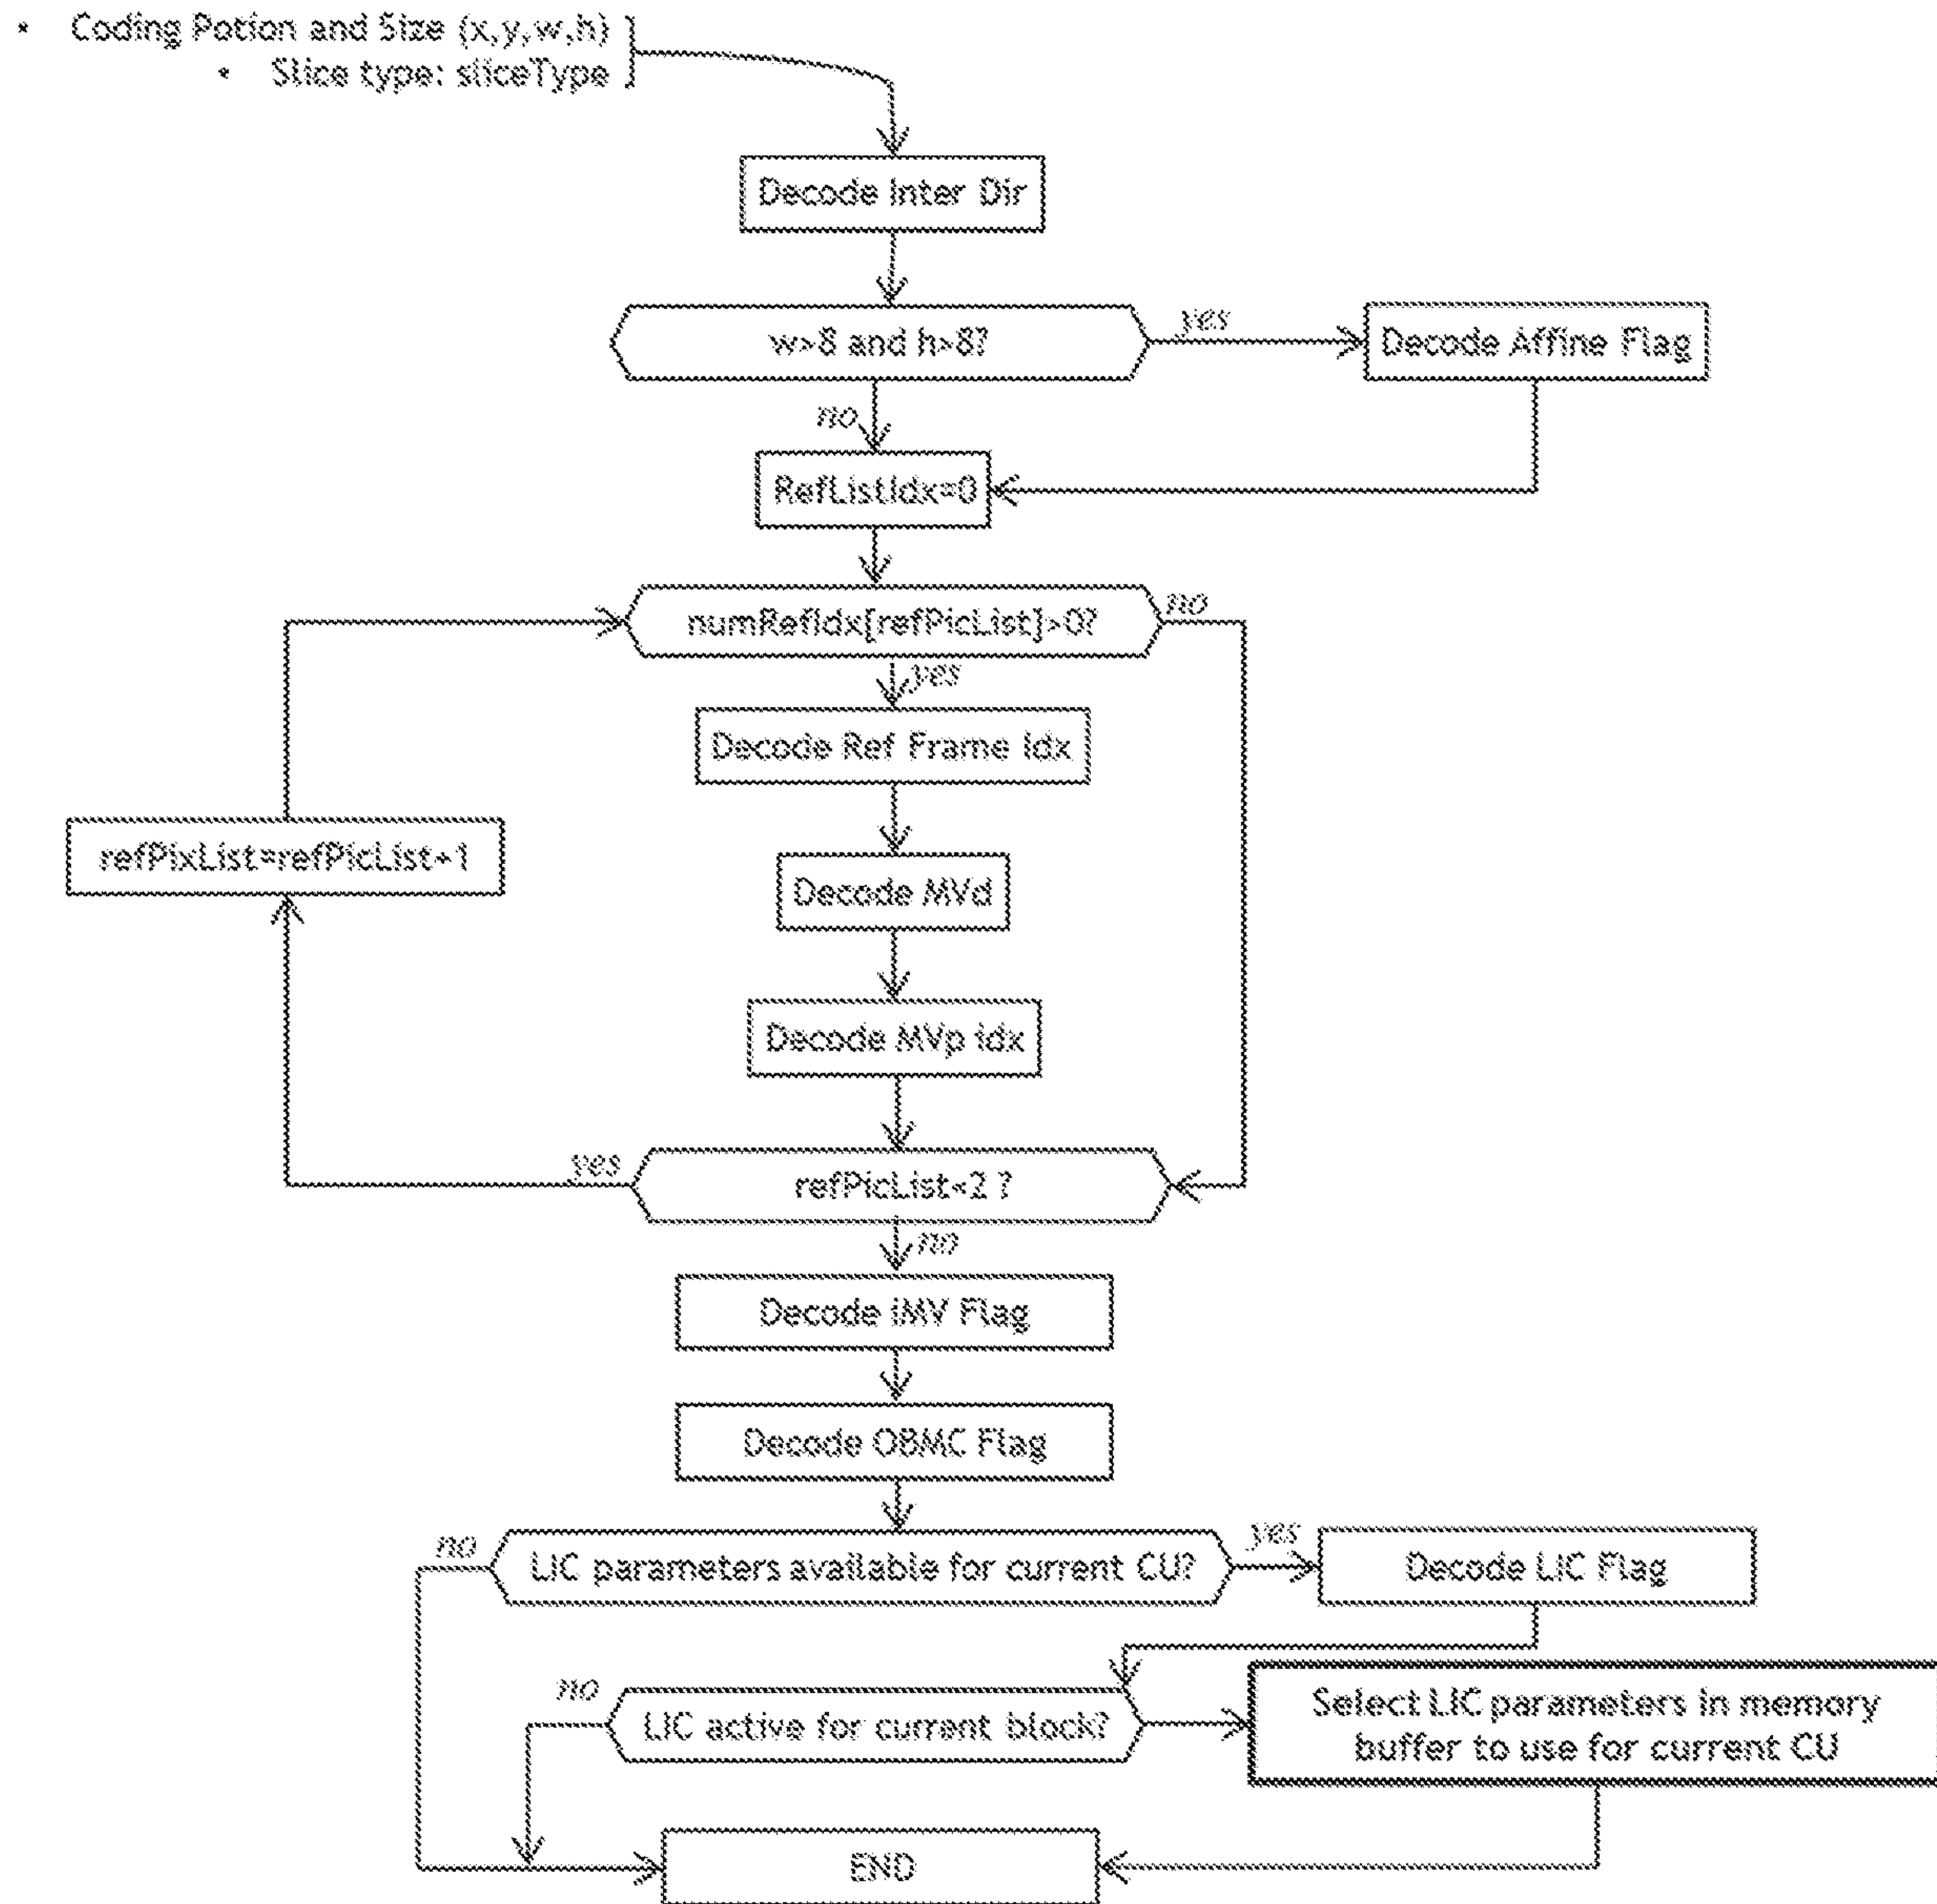 • Coding Potion and Size (x,y,w,h)
• Slice type: sliceType
Decode Inter Dir
w>8 and h>8?
yes
Decode Affine Flag
no
RefListIdx=0
numRefIdx[refPicList]>0?
no
yes
Decode Ref Frame Idx
refPixList=refPicList+1
Decode MVd
Decode MVp idx
yes
refPicList<2 ?
no
Decode iMV Flag
Decode OBMC Flag
no
LIC parameters available for current CU?
yes
Decode LIC Flag
no
LIC active for current block?
Select LIC parameters in memory
buffer to use for current CU
END